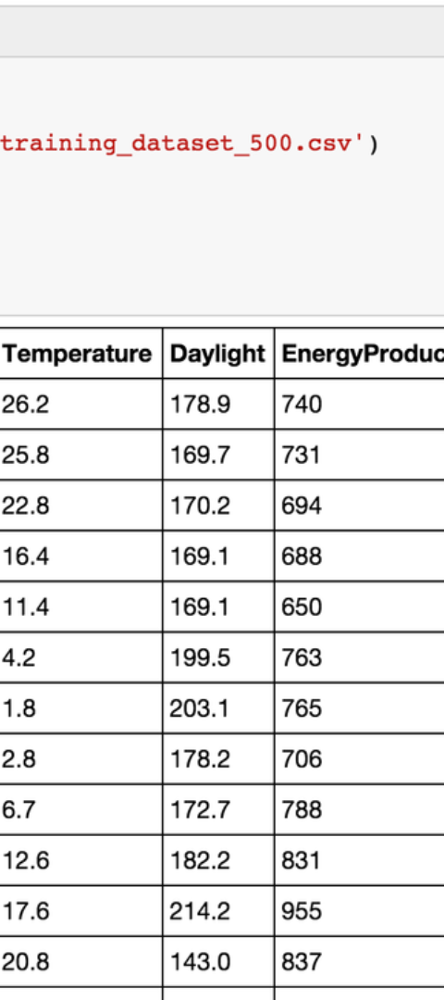 training_dataset_500.csv')
Temperature Daylight EnergyProduc
26.2 178.9 740
25.8 169.7 731
22.8 170.2 694
16.4 169.1 688
11.4 169.1 650
4.2 199.5 763
1.8 203.1 765
2.8 178.2 706
6.7 172.7 788
12.6 182.2 831
17.6 214.2 955
20.8 143.0 837